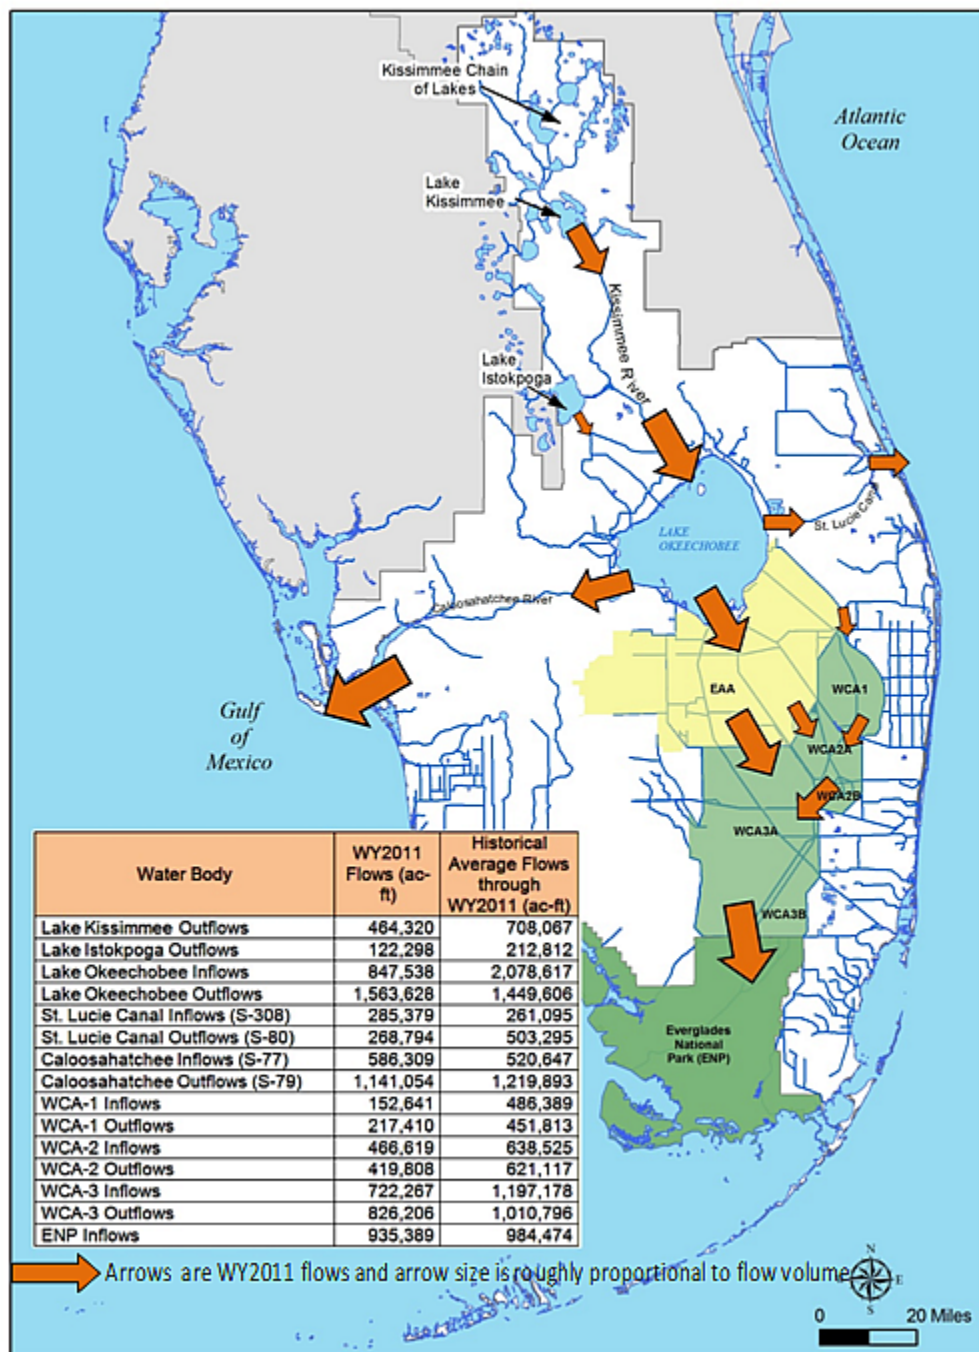 Kissimmee Chain
of Lakes
Atlantic
Ocean
Lake
Kissimmee
Kissimmee River
Lake
Istokpoga
St. Lucie Canal
LAKE
OKEECHOBEE
Caloosahatchee River
EAA
WCA1
Gulf
of
Mexico
WCA2A
WCA2B
WCA3A
WCA3B
Everglades
National
Park (ENP)
Water Body WY2011 Flows (ac-ft) Historical Average Flows through WY2011 (ac-ft)
Lake Kissimmee Outflows 464,320 708,067
Lake Istokpoga Outflows 122,298 212,812
Lake Okeechobee Inflows 847,538 2,078,617
Lake Okeechobee Outflows 1,563,628 1,449,606
St. Lucie Canal Inflows (S-308) 285,379 261,095
St. Lucie Canal Outflows (S-80) 268,794 503,295
Caloosahatchee Inflows (S-77) 586,309 520,647
Caloosahatchee Outflows (S-79) 1,141,054 1,219,893
WCA-1 Inflows 152,641 486,389
WCA-1 Outflows 217,410 451,813
WCA-2 Inflows 466,619 638,525
WCA-2 Outflows 419,808 621,117
WCA-3 Inflows 722,267 1,197,178
WCA-3 Outflows 826,206 1,010,796
ENP Inflows 935,389 984,474
Arrows are WY2011 flows and arrow size is roughly proportional to flow volume
N
W
E
S
0 20 Miles